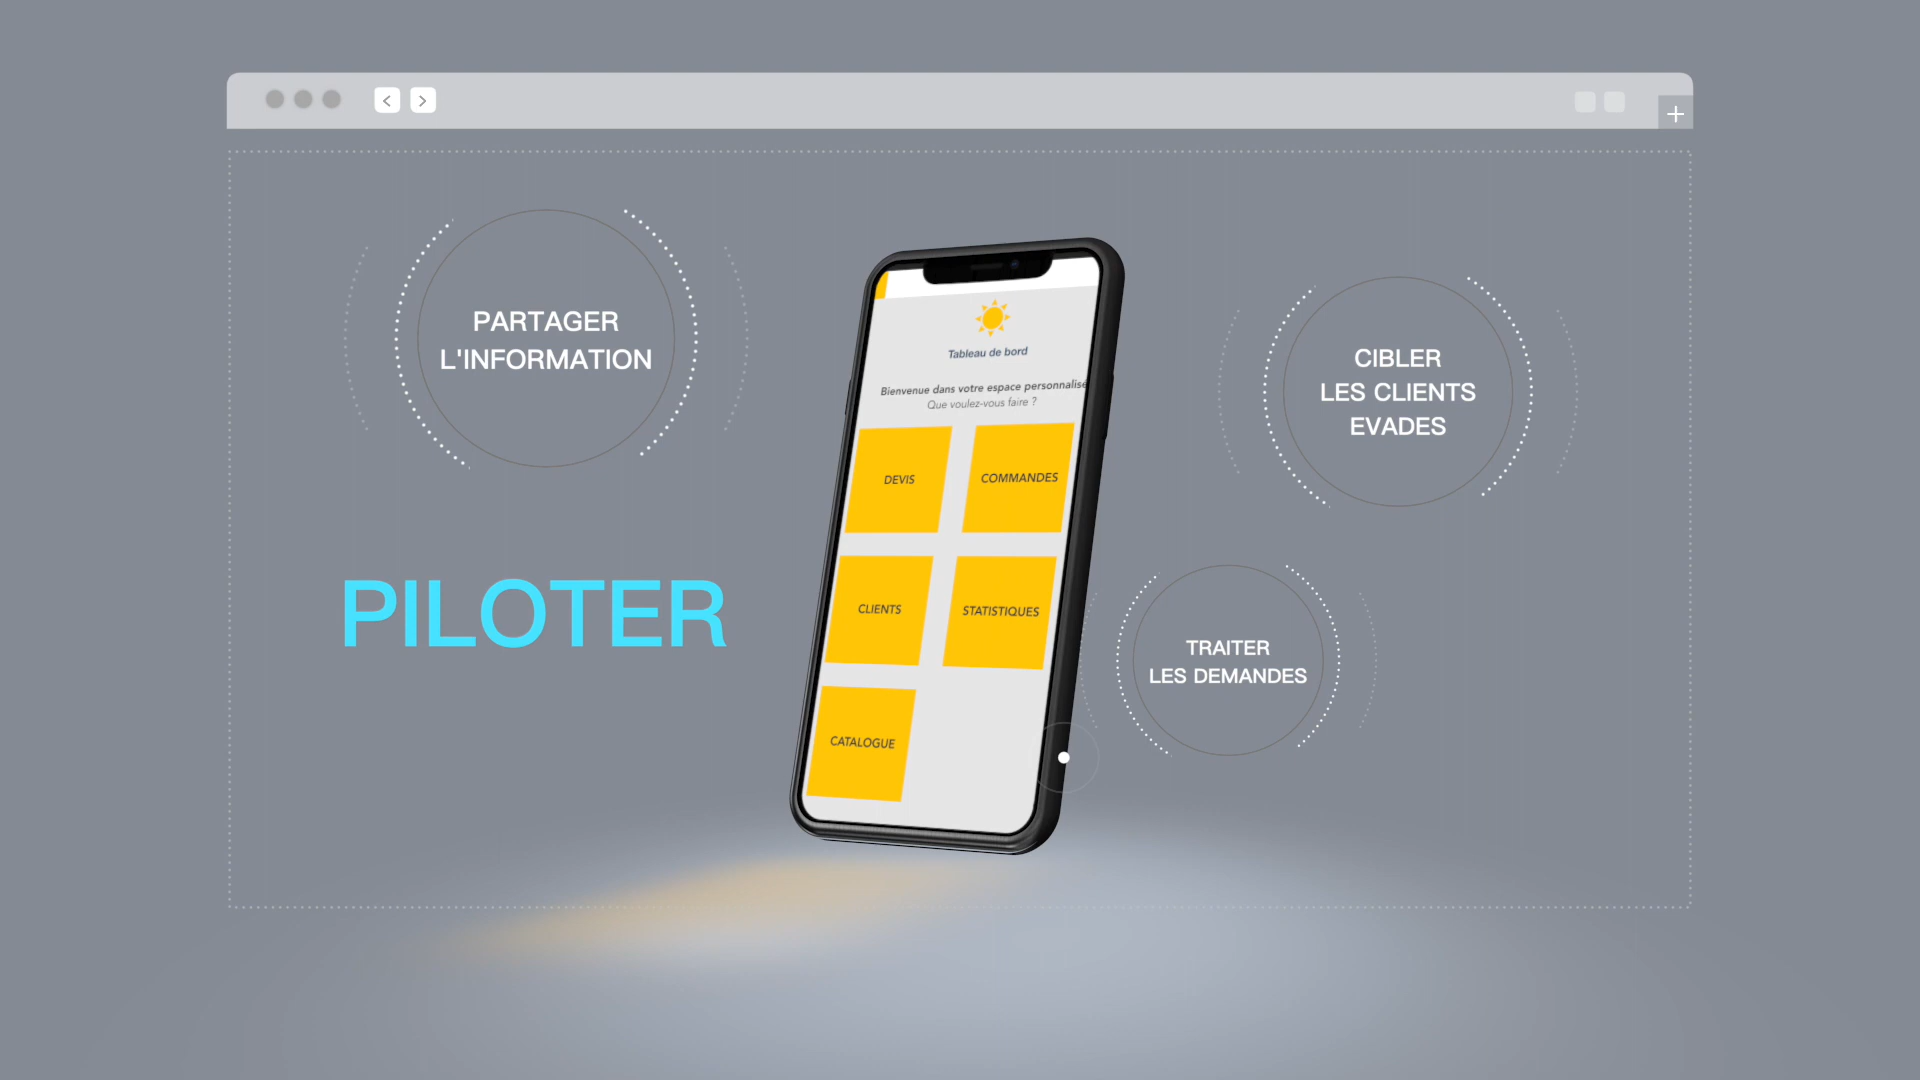 PARTAGER
L'INFORMATION
PILOTER
Tableau de bord
Bienvenue dans votre espace personnalisé
Que voulez-vous faire ?
DEVIS
COMMANDES
CLIENTS
STATISTIQUES
CATALOGUE
CIBLER
LES CLIENTS
EVADES
TRAITER
LES DEMANDES